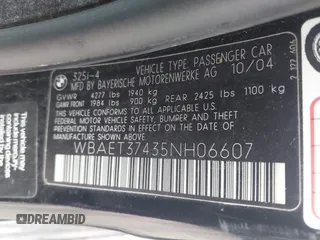 325i-4 VEHICLE TYPE PASSENGER CAR
MFD BY BAYERISCHE MOTORENWERKE AG 10/04
GVWR 4277 lbs 1940 kg
GAWR FRONT 1984 lbs 900 kg REAR 2425 lbs 1100 kg
THIS VEHICLE CONFORMS TO ALL APPLICABLE
U.S. FEDERAL MOTOR VEHICLE SAFETY, BUMPER AND
THEFT PREVENTION STANDARDS IN EFFECT ON THE DATE
OF MANUFACTURE SHOWN ABOVE.
WBAET37435NH06607
DREAMBID